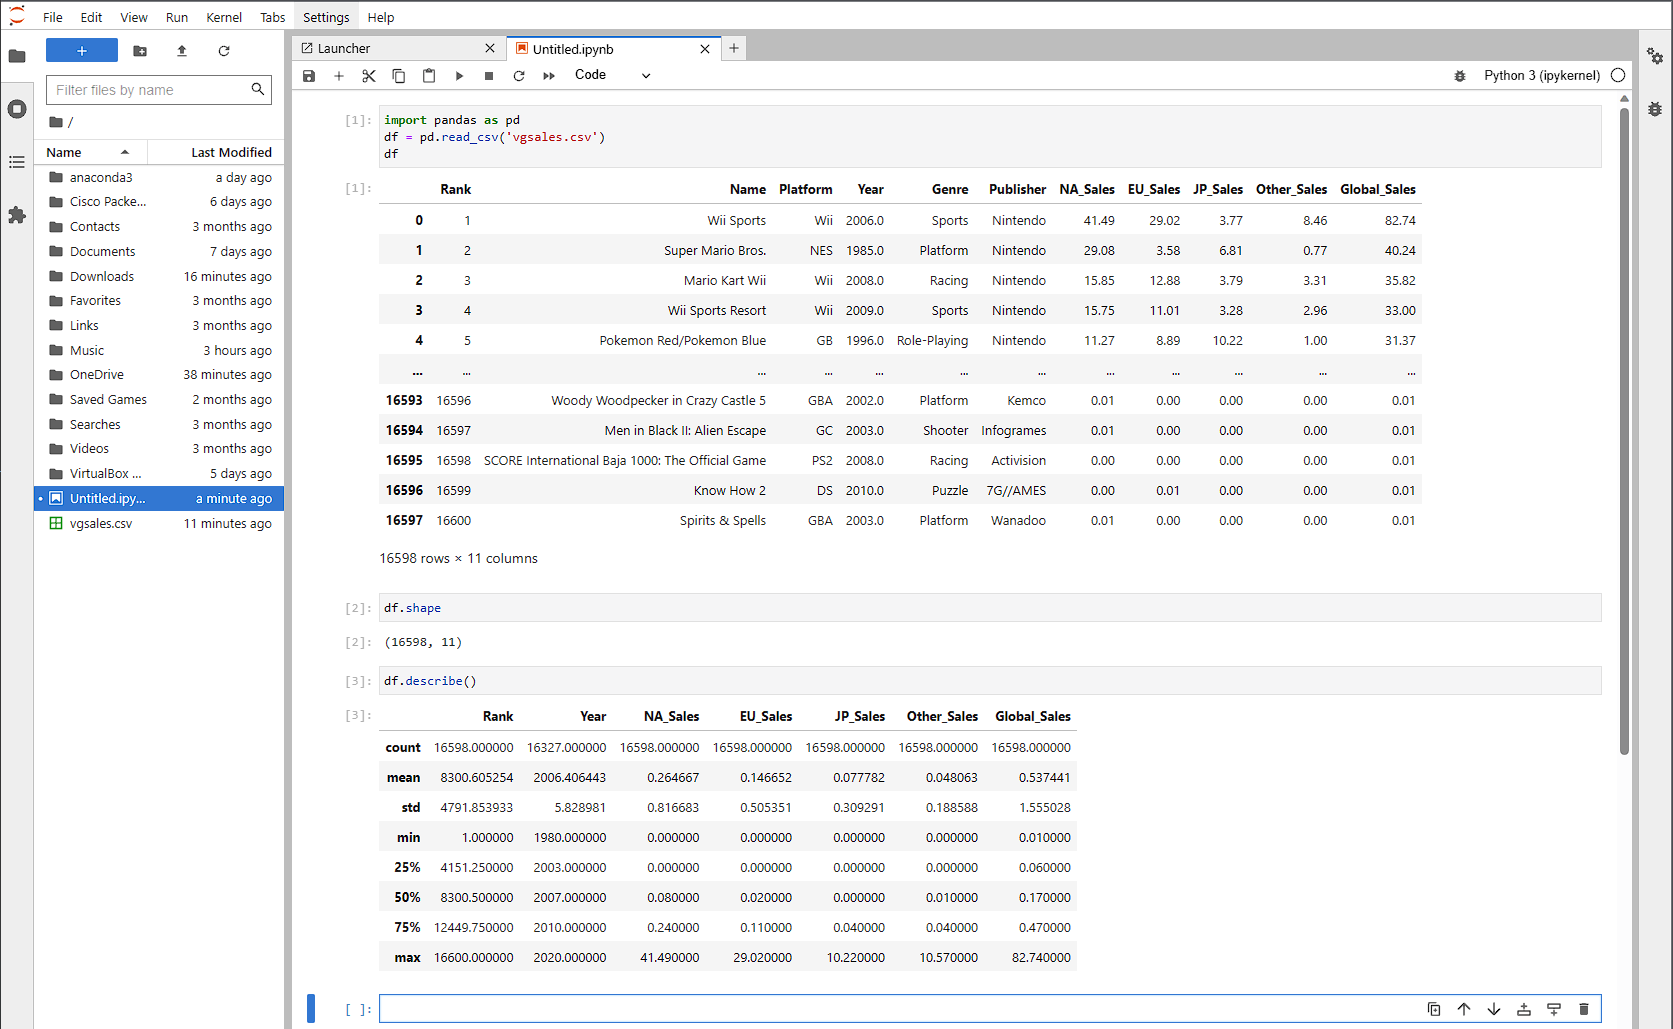 File Edit View Run Kernel Tabs Settings Help
+
Filter files by name
/
Name Last Modified
anaconda3 a day ago
Cisco Packe... 6 days ago
Contacts 3 months ago
Documents 7 days ago
Downloads 16 minutes ago
Favorites 3 months ago
Links 3 months ago
Music 3 hours ago
OneDrive 38 minutes ago
Saved Games 2 months ago
Searches 3 months ago
Videos 3 months ago
VirtualBox ... 5 days ago
Untitled.ipy... a minute ago
vgsales.csv 11 minutes ago
Launcher Untitled.ipynb
Code Python 3 (ipykernel)
[1]: import pandas as pd
df = pd.read_csv('vgsales.csv')
df
[1]: Rank Name Platform Year Genre Publisher NA_Sales EU_Sales JP_Sales Other_Sales Global_Sales
0 1 Wii Sports Wii 2006.0 Sports Nintendo 41.49 29.02 3.77 8.46 82.74
1 2 Super Mario Bros. NES 1985.0 Platform Nintendo 29.08 3.58 6.81 0.77 40.24
2 3 Mario Kart Wii Wii 2008.0 Racing Nintendo 15.85 12.88 3.79 3.31 35.82
3 4 Wii Sports Resort Wii 2009.0 Sports Nintendo 15.75 11.01 3.28 2.96 33.00
4 5 Pokemon Red/Pokemon Blue GB 1996.0 Role-Playing Nintendo 11.27 8.89 10.22 1.00 31.37
... ... ... ... ... ... ... ... ... ... ... ...
16593 16596 Woody Woodpecker in Crazy Castle 5 GBA 2002.0 Platform Kemco 0.01 0.00 0.00 0.00 0.01
16594 16597 Men in Black II: Alien Escape GC 2003.0 Shooter Infogrames 0.01 0.00 0.00 0.00 0.01
16595 16598 SCORE International Baja 1000: The Official Game PS2 2008.0 Racing Activision 0.00 0.00 0.00 0.00 0.01
16596 16599 Know How 2 DS 2010.0 Puzzle 7G//AMES 0.00 0.01 0.00 0.00 0.01
16597 16600 Spirits & Spells GBA 2003.0 Platform Wanadoo 0.01 0.00 0.00 0.00 0.01
16598 rows × 11 columns
[2]: df.shape
[2]: (16598, 11)
[3]: df.describe()
[3]: Rank Year NA_Sales EU_Sales JP_Sales Other_Sales Global_Sales
count 16598.000000 16327.000000 16598.000000 16598.000000 16598.000000 16598.000000 16598.000000
mean 8300.605254 2006.406443 0.264667 0.146652 0.077782 0.048063 0.537441
std 4791.853933 5.828981 0.816683 0.505351 0.309291 0.188588 1.555028
min 1.000000 1980.000000 0.000000 0.000000 0.000000 0.000000 0.010000
25% 4151.250000 2003.000000 0.000000 0.000000 0.000000 0.000000 0.060000
50% 8300.500000 2007.000000 0.080000 0.020000 0.000000 0.010000 0.170000
75% 12449.750000 2010.000000 0.240000 0.110000 0.040000 0.040000 0.470000
max 16600.000000 2020.000000 41.490000 29.020000 10.220000 10.570000 82.740000
[ ]: